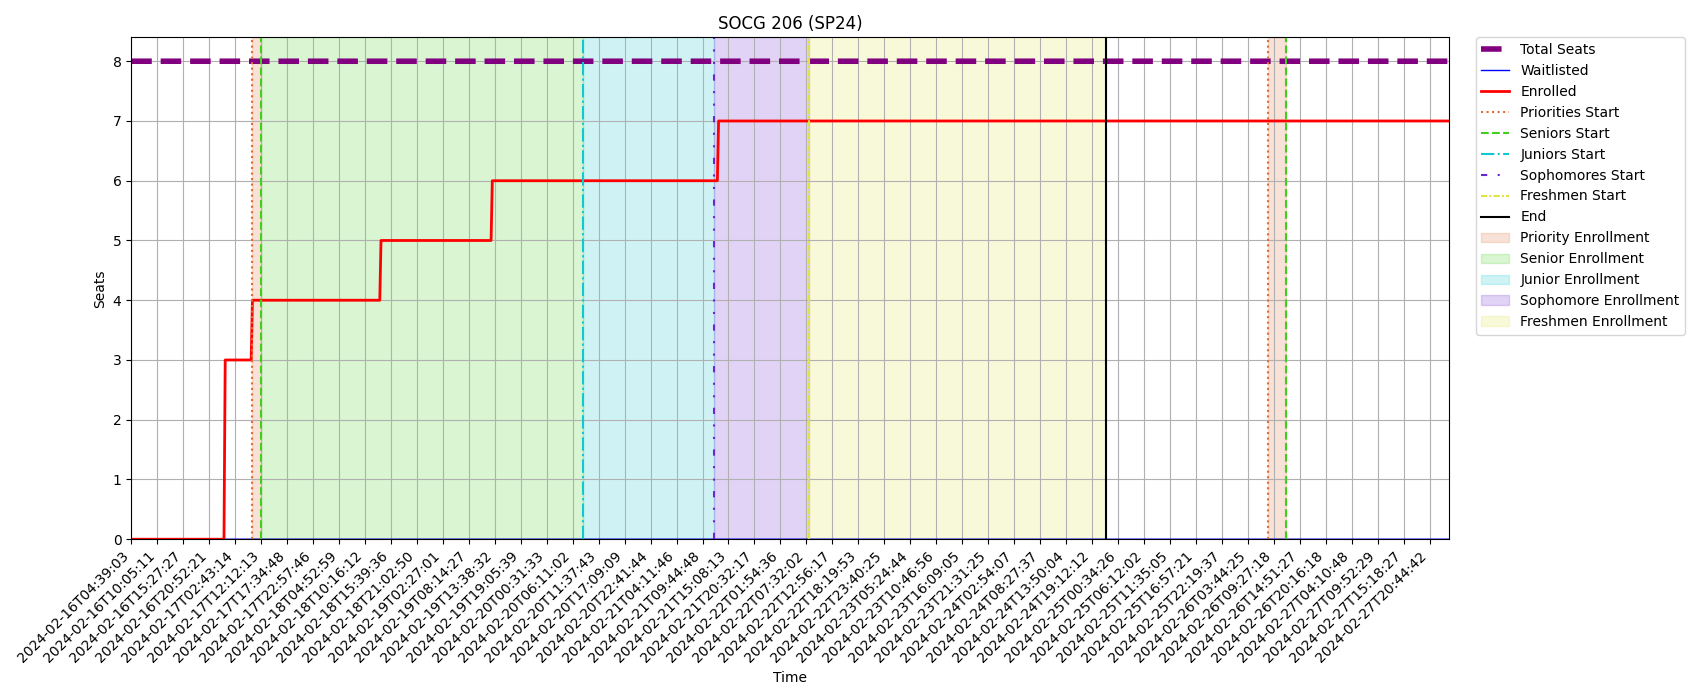 SOCG 206 (SP24)
Seats
8
7
6
5
4
3
2
1
0
2024-02-16T04:39:03
2024-02-16T10:05:11
2024-02-16T15:27:27
2024-02-16T20:52:21
2024-02-17T02:43:14
2024-02-17T12:12:13
2024-02-17T17:34:48
2024-02-17T22:57:46
2024-02-18T04:52:59
2024-02-18T10:16:12
2024-02-18T15:39:36
2024-02-18T21:02:50
2024-02-19T02:27:01
2024-02-19T08:14:27
2024-02-19T13:38:32
2024-02-19T19:05:39
2024-02-20T00:31:33
2024-02-20T06:11:02
2024-02-20T11:37:43
2024-02-20T17:09:09
2024-02-20T22:41:44
2024-02-21T04:11:46
2024-02-21T09:44:48
2024-02-21T15:08:13
2024-02-21T20:32:17
2024-02-22T01:54:36
2024-02-22T07:32:02
2024-02-22T12:56:17
2024-02-22T18:19:53
2024-02-22T23:40:25
2024-02-23T05:24:44
2024-02-23T10:46:56
2024-02-23T16:09:05
2024-02-23T21:31:25
2024-02-24T02:54:07
2024-02-24T08:27:37
2024-02-24T13:50:04
2024-02-24T19:12:12
2024-02-25T00:34:26
2024-02-25T06:12:02
2024-02-25T11:35:05
2024-02-25T16:57:21
2024-02-25T22:19:37
2024-02-26T03:44:25
2024-02-26T09:27:18
2024-02-26T14:51:27
2024-02-26T20:16:18
2024-02-27T04:10:48
2024-02-27T09:52:29
2024-02-27T15:18:27
2024-02-27T20:44:42
Time
Total Seats
Waitlisted
Enrolled
Priorities Start
Seniors Start
Juniors Start
Sophomores Start
Freshmen Start
End
Priority Enrollment
Senior Enrollment
Junior Enrollment
Sophomore Enrollment
Freshmen Enrollment